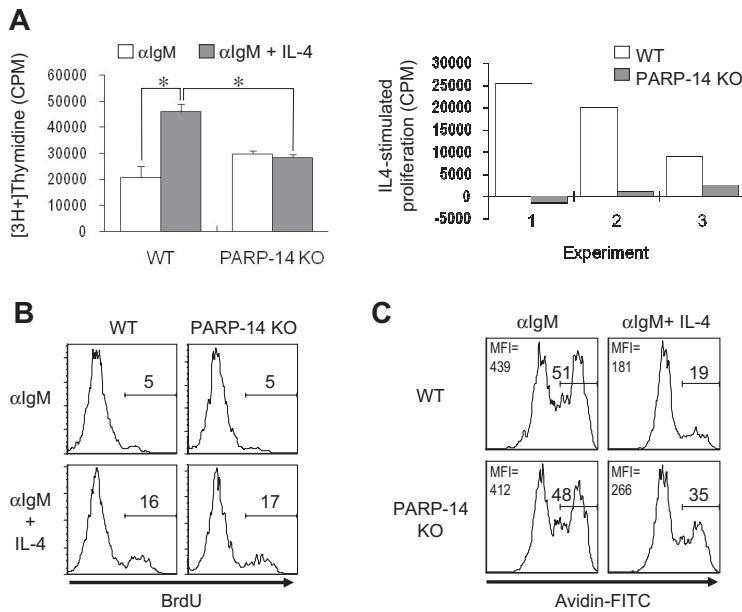 A
αIgM
αIgM + IL-4
[3H+]Thymidine (CPM)
60000
50000
40000
30000
20000
10000
0
*
*
WT
PARP-14 KO
WT
PARP-14 KO
IL4-stimulated
proliferation (CPM)
30000
25000
20000
15000
10000
5000
0
-5000
1
2
3
Experiment
B
WT
PARP-14 KO
αIgM
5
5
αIgM
+
IL-4
16
17
BrdU
C
αIgM
αIgM+ IL-4
WT
MFI=
439
51
MFI=
181
19
PARP-14
KO
MFI=
412
48
MFI=
266
35
Avidin-FITC